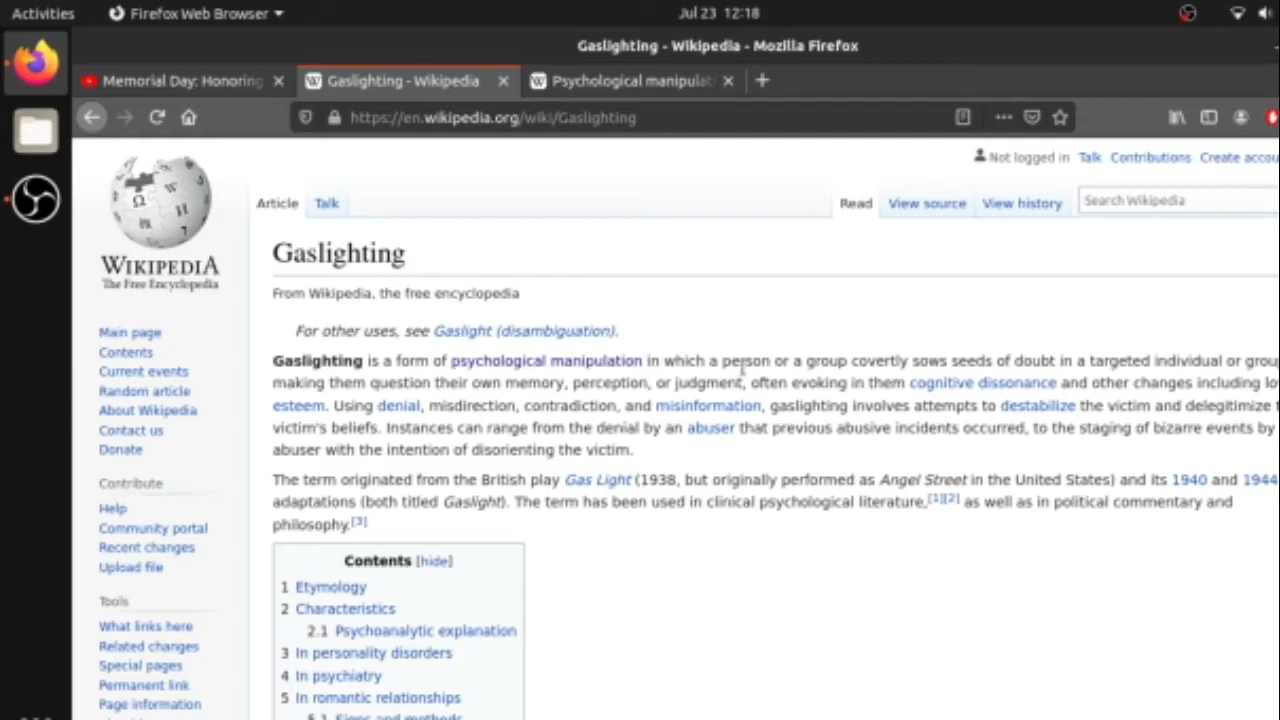 Activities
Firefox Web Browser
Jul 23 12:18
Gaslighting - Wikipedia - Mozilla Firefox
Memorial Day: Honoring
Gaslighting - Wikipedia
Psychological manipulat
https://en.wikipedia.org/wiki/Gaslighting
Not logged in Talk Contributions Create accou
Article Talk
Read View source View history
Search Wikipedia
WIKIPEDIA
The Free Encyclopedia
Main page
Contents
Current events
Random article
About Wikipedia
Contact us
Donate
Contribute
Help
Community portal
Recent changes
Upload file
Tools
What links here
Related changes
Special pages
Permanent link
Page information
Gaslighting
From Wikipedia, the free encyclopedia
For other uses, see Gaslight (disambiguation).
Gaslighting is a form of psychological manipulation in which a person or a group covertly sows seeds of doubt in a targeted individual or grou
making them question their own memory, perception, or judgment, often evoking in them cognitive dissonance and other changes including lo
esteem. Using denial, misdirection, contradiction, and misinformation, gaslighting involves attempts to destabilize the victim and delegitimize
victim's beliefs. Instances can range from the denial by an abuser that previous abusive incidents occurred, to the staging of bizarre events by
abuser with the intention of disorienting the victim.
The term originated from the British play Gas Light (1938, but originally performed as Angel Street in the United States) and its 1940 and 1944
adaptations (both titled Gaslight). The term has been used in clinical psychological literature,[1][2] as well as in political commentary and
philosophy.[3]
Contents [hide]
1 Etymology
2 Characteristics
2.1 Psychoanalytic explanation
3 In personality disorders
4 In psychiatry
5 In romantic relationships
5.1 Signs and methods